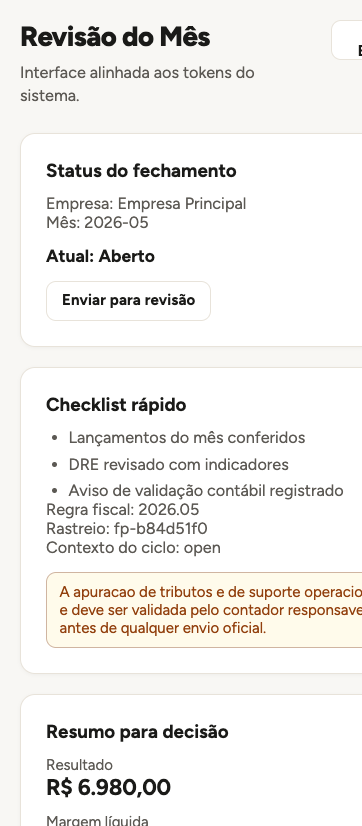 Revisão do Mês
Interface alinhada aos tokens do
sistema.
Status do fechamento
Empresa: Empresa Principal
Mês: 2026-05
Atual: Aberto
Enviar para revisão
Checklist rápido
• Lançamentos do mês conferidos
• DRE revisado com indicadores
• Aviso de validação contábil registrado
Regra fiscal: 2026.05
Rastreio: fp-b84d51f0
Contexto do ciclo: open
A apuracao de tributos e de suporte operacio
e deve ser validada pelo contador responsave
antes de qualquer envio oficial.
Resumo para decisão
Resultado
R$ 6.980,00
Margem líquida